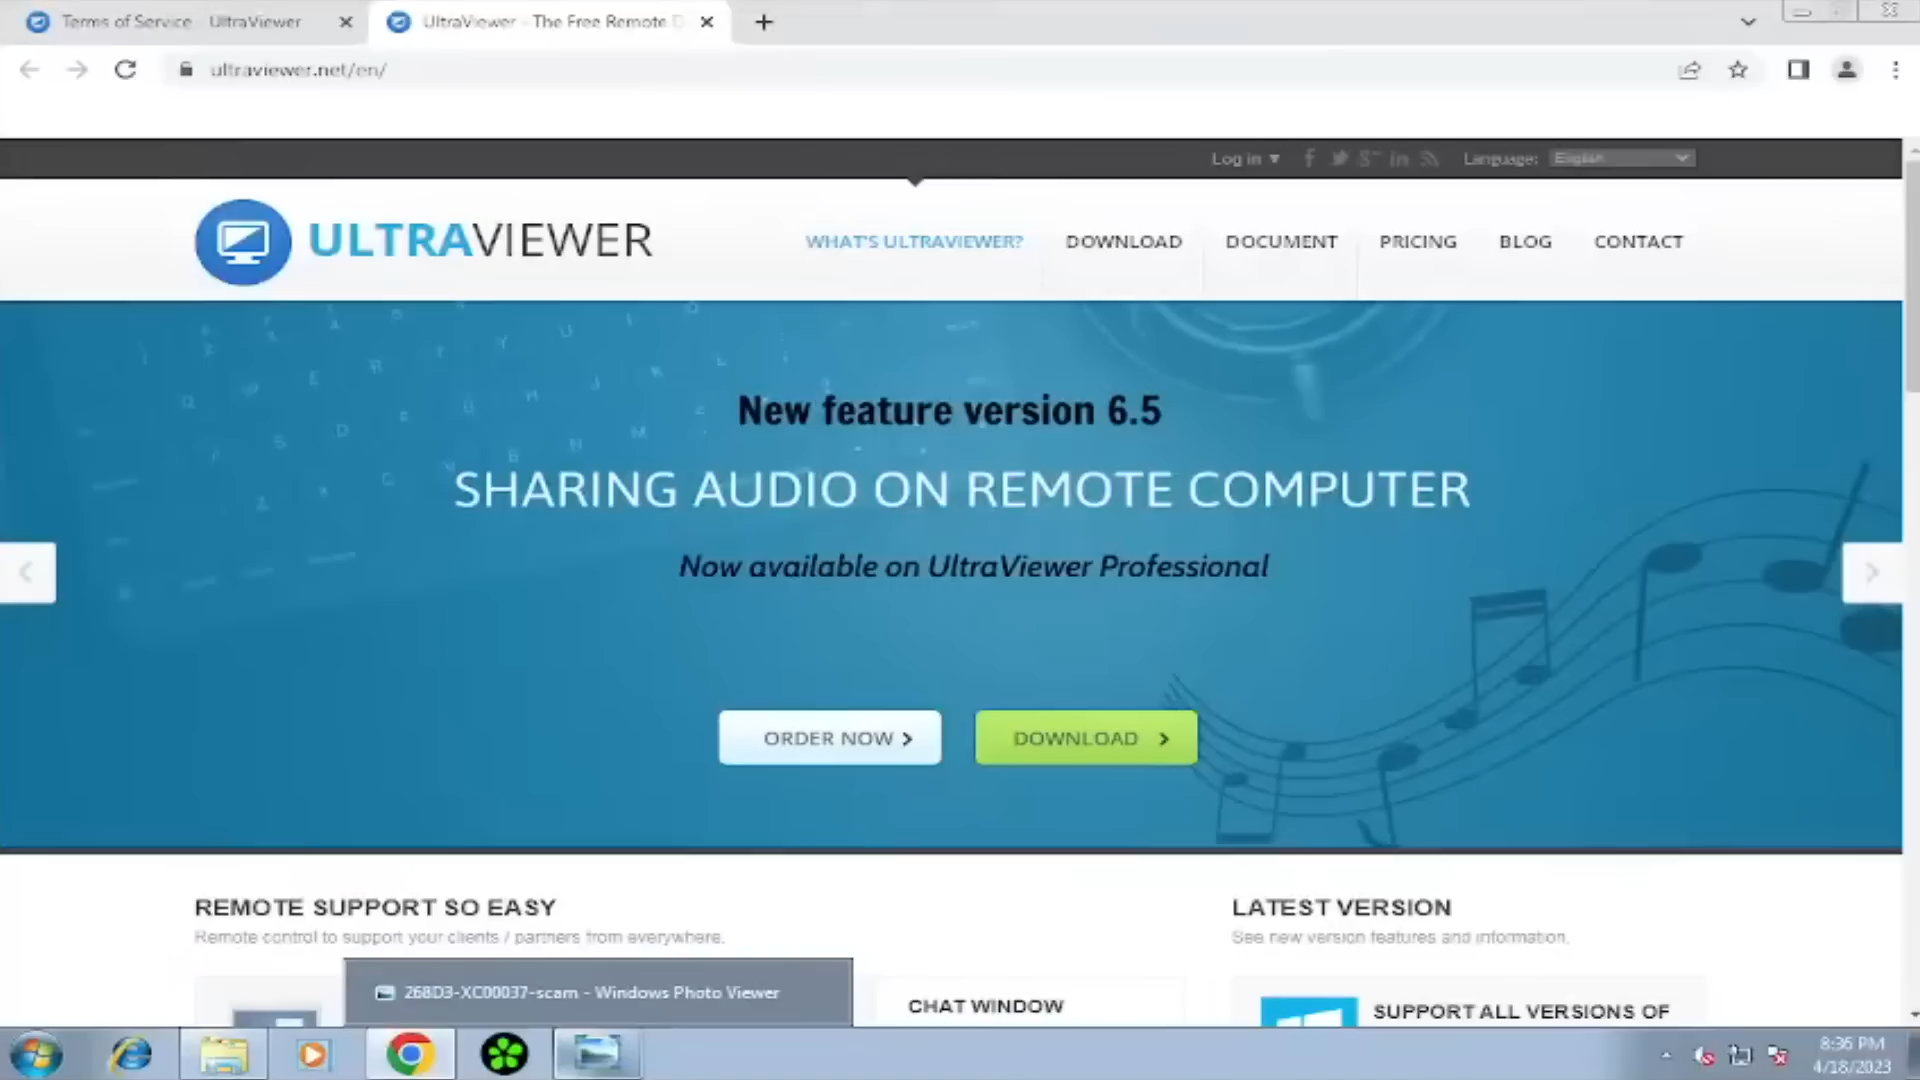 Terms of Service - UltraViewer
UltraViewer - The Free Remote D
ultraviewer.net/en/
Log in
Language:
English
ULTRAVIEWER
WHAT'S ULTRAVIEWER?
DOWNLOAD
DOCUMENT
PRICING
BLOG
CONTACT
New feature version 6.5
SHARING AUDIO ON REMOTE COMPUTER
Now available on UltraViewer Professional
ORDER NOW
DOWNLOAD
REMOTE SUPPORT SO EASY
Remote control to support your clients / partners from everywhere.
LATEST VERSION
See new version features and information.
268D3-XC00037-scam - Windows Photo Viewer
CHAT WINDOW
SUPPORT ALL VERSIONS OF
8:36 PM
4/18/2023